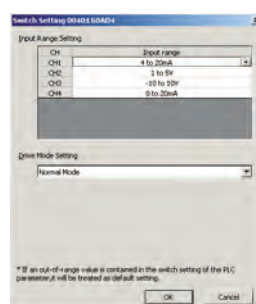 Switch Setting 0040:L60AD4
Input Range Setting
CH Input range
CH1 4 to 20mA
CH2 1 to 5V
CH3 -10 to 10V
CH4 0 to 20mA
Drive Mode Setting
Normal Mode
* If an out-of-range value is contained in the switch setting of the PLC
parameter,it will be treated as default setting.
OK Cancel